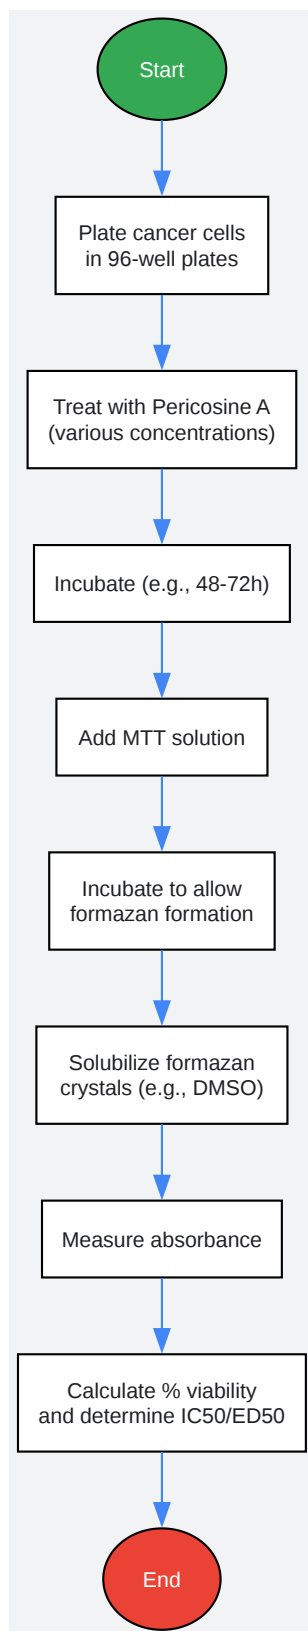 Start
Plate cancer cells
in 96-well plates
Treat with Pericosine A
(various concentrations)
Incubate (e.g., 48-72h)
Add MTT solution
Incubate to allow
formazan formation
Solubilize formazan
crystals (e.g., DMSO)
Measure absorbance
Calculate % viability
and determine IC50/ED50
End